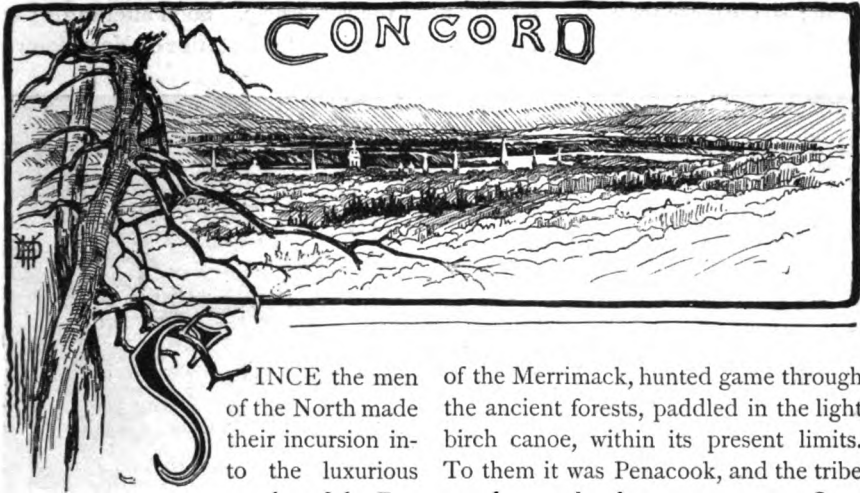 CONCORD
SINCE the men
of the North made
their incursion in-
to the luxurious
of the Merrimack, hunted game through
the ancient forests, paddled in the light
birch canoe, within its present limits.
To them it was Penacook, and the tribe